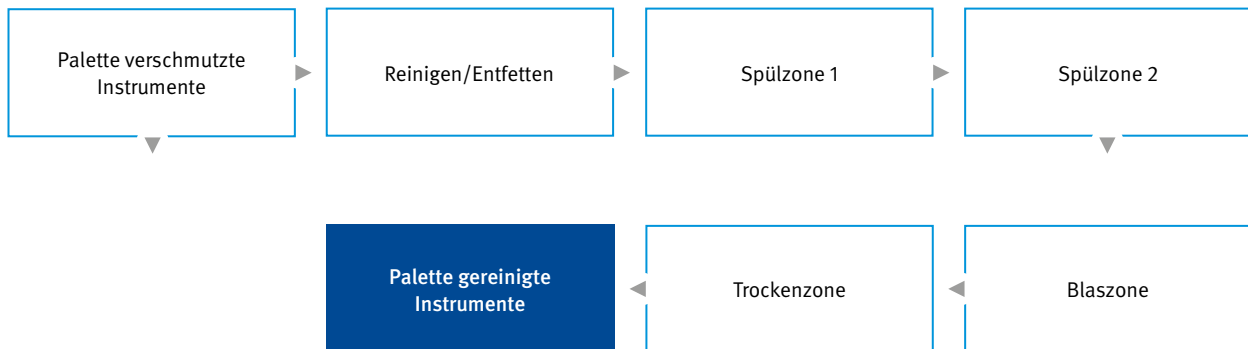 Palette verschmutzte
Instrumente
Reinigen/Entfetten
Spülzone 1
Spülzone 2
Palette gereinigte
Instrumente
Trockenzone
Blaszone